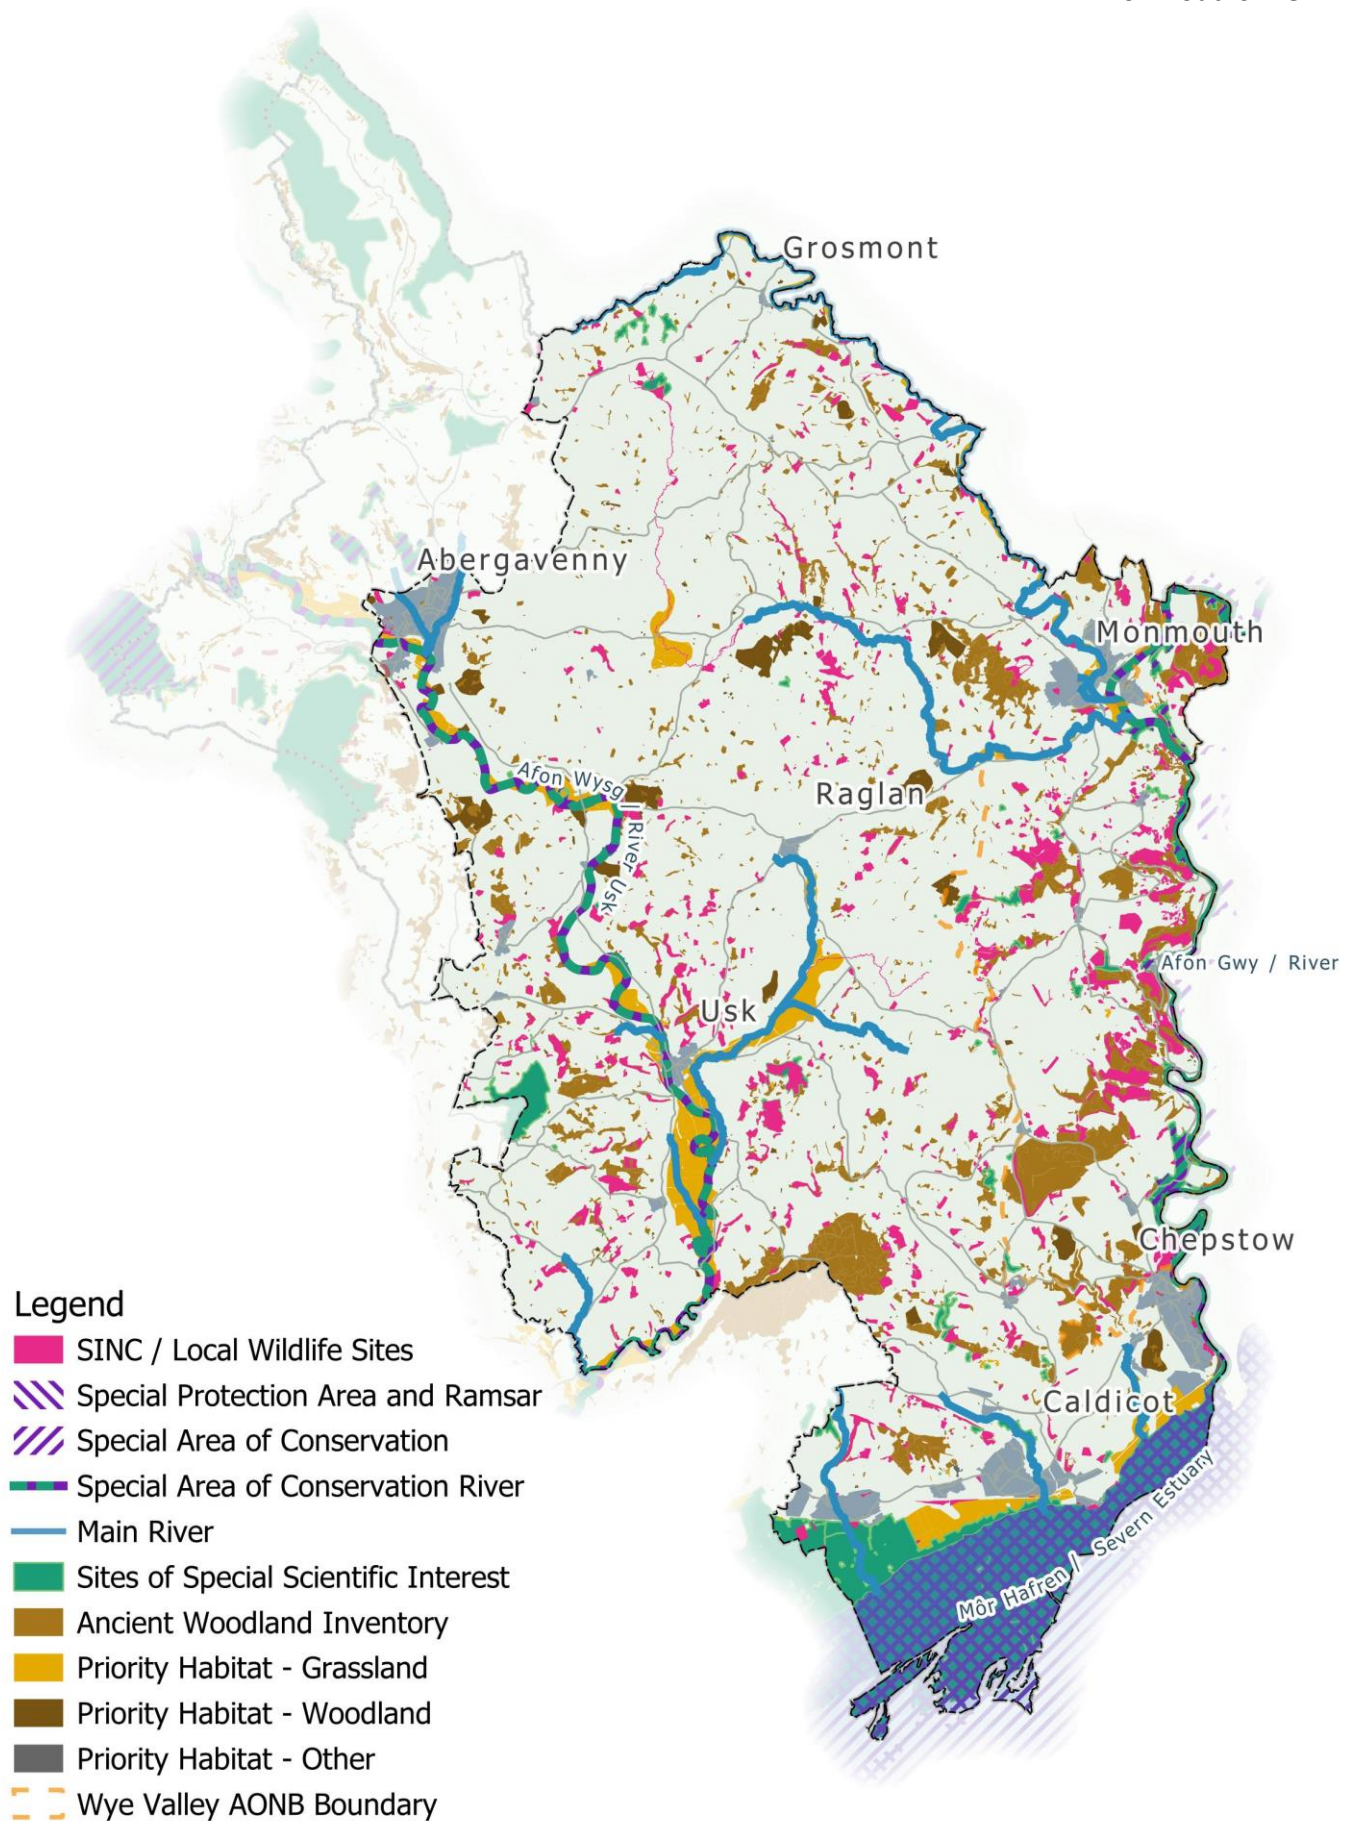 Grosmont
Abergavenny
Monmouth
Afon Wysg / River Usk
Raglan
Afon Gwy / River
Usk
Chepstow
Caldicot
Môr Hafren / Severn Estuary
Legend
SINC / Local Wildlife Sites
Special Protection Area and Ramsar
Special Area of Conservation
Special Area of Conservation River
Main River
Sites of Special Scientific Interest
Ancient Woodland Inventory
Priority Habitat - Grassland
Priority Habitat - Woodland
Priority Habitat - Other
Wye Valley AONB Boundary